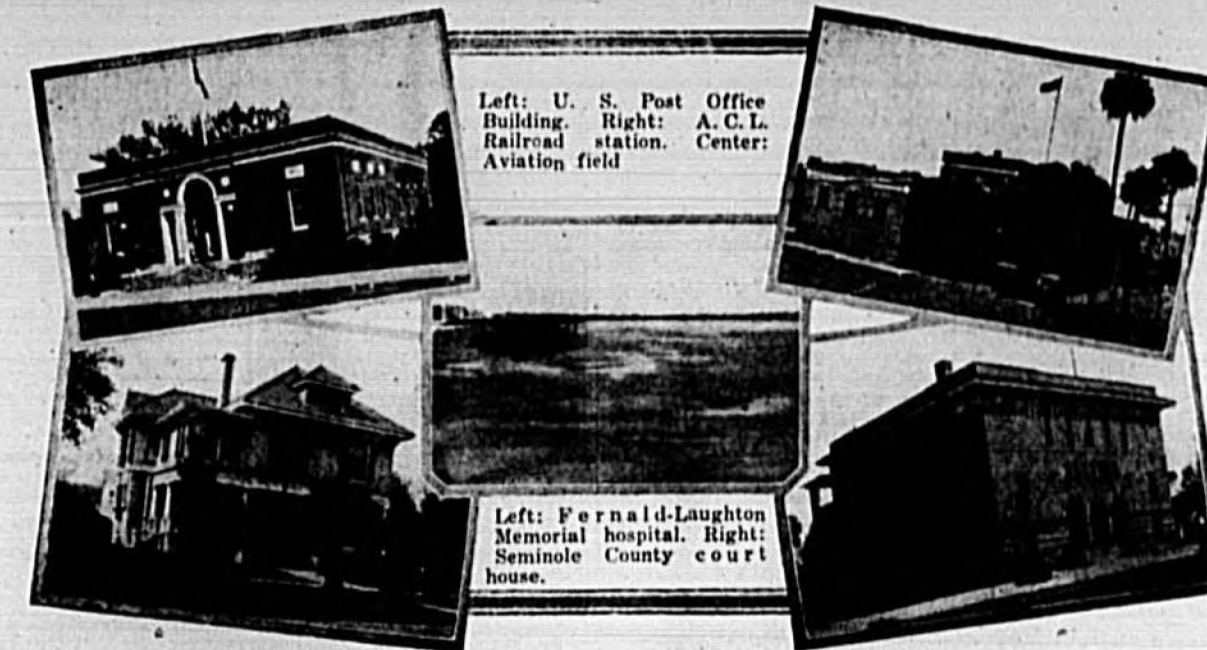 Left: U. S. Post Office
Building. Right: A. C. L.
Railroad station. Center:
Aviation field
Left: Fernald-Laughton
Memorial hospital. Right:
Seminole County court
house.